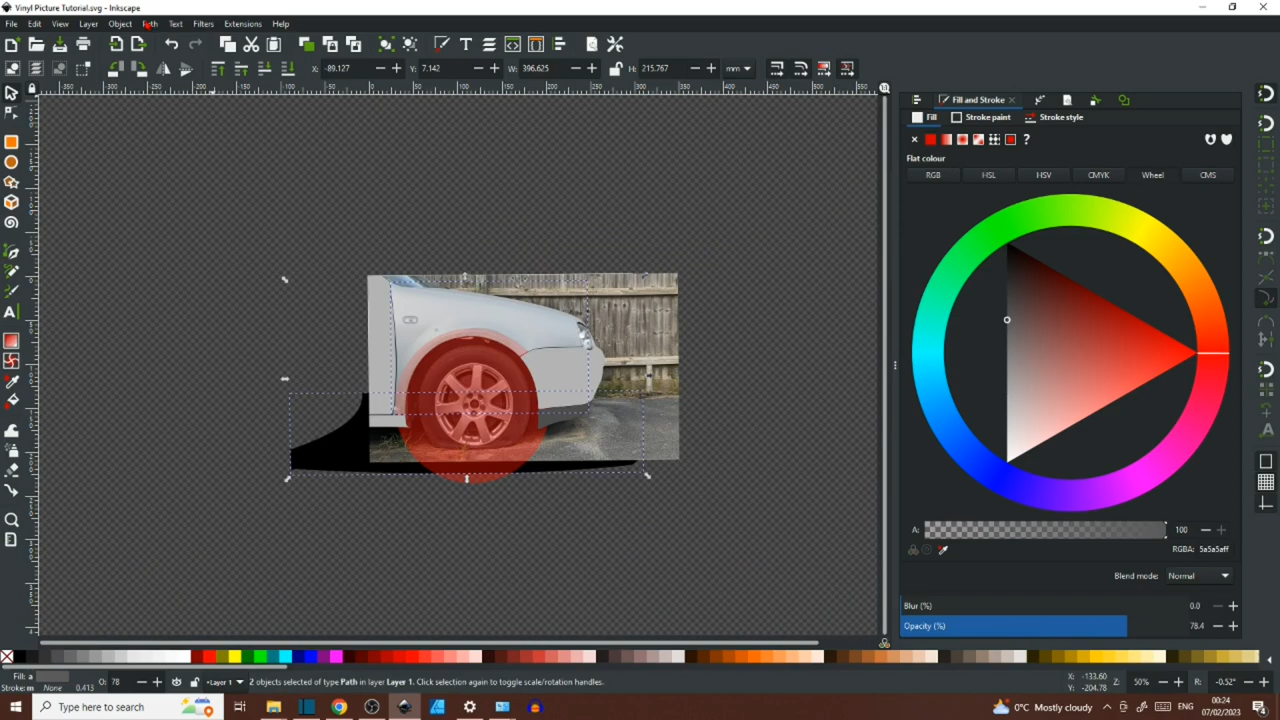 Vinyl Picture Tutorial.svg - Inkscape
File Edit View Layer Object Path Text Filters Extensions Help
X: -89.127 Y: 7.142 W: 396.625 H: 215.767 mm
Fill and Stroke
Fill Stroke paint Stroke style
?
Flat colour
RGB HSL HSV CMYK Wheel CMS
A: 100
RGBA: 5a5a5aff
Blend mode: Normal
Blur (%) 0.0
Opacity (%) 78.4
Fill: a
Stroke: m None 0.413
O: 78
Layer 1
2 objects selected of type Path in layer Layer 1. Click selection again to toggle scale/rotation handles.
X: -133.60
Y: -204.78
Z: 50%
R: -0.52°
Type here to search
0°C Mostly cloudy
ENG
00:24
07/02/2023